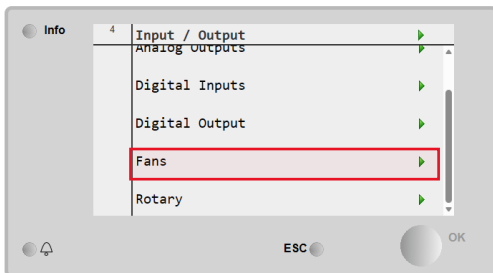 Info
4 Input / Output
Analog Outputs
Digital Inputs
Digital Output
Fans
Rotary
ESC
OK